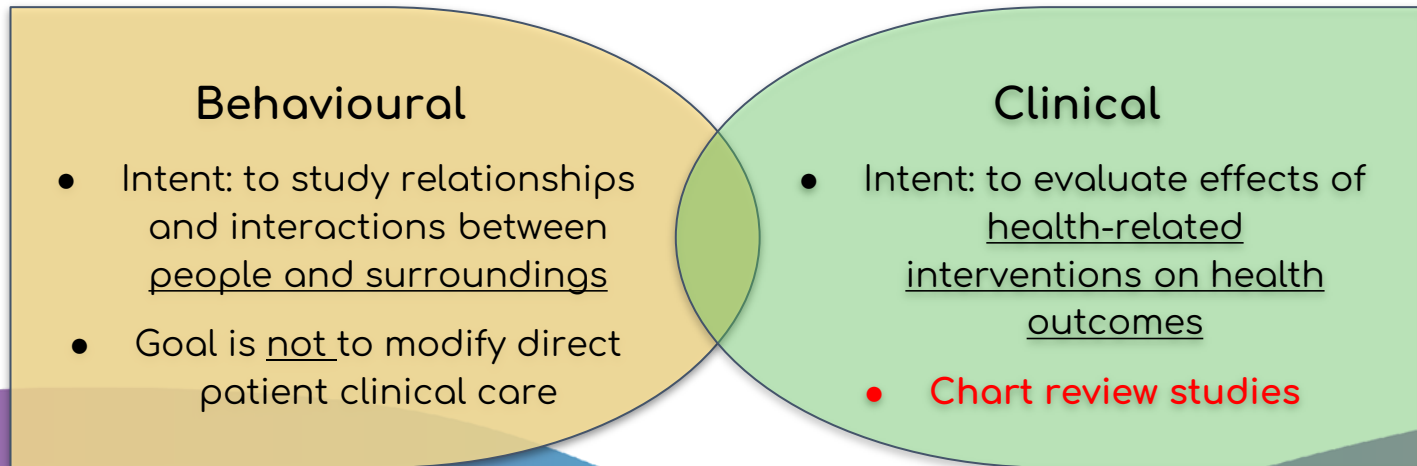 Behavioural
● Intent: to study relationships
and interactions between
people and surroundings
● Goal is not to modify direct
patient clinical care
Clinical
● Intent: to evaluate effects of
health-related
interventions on health
outcomes
● Chart review studies